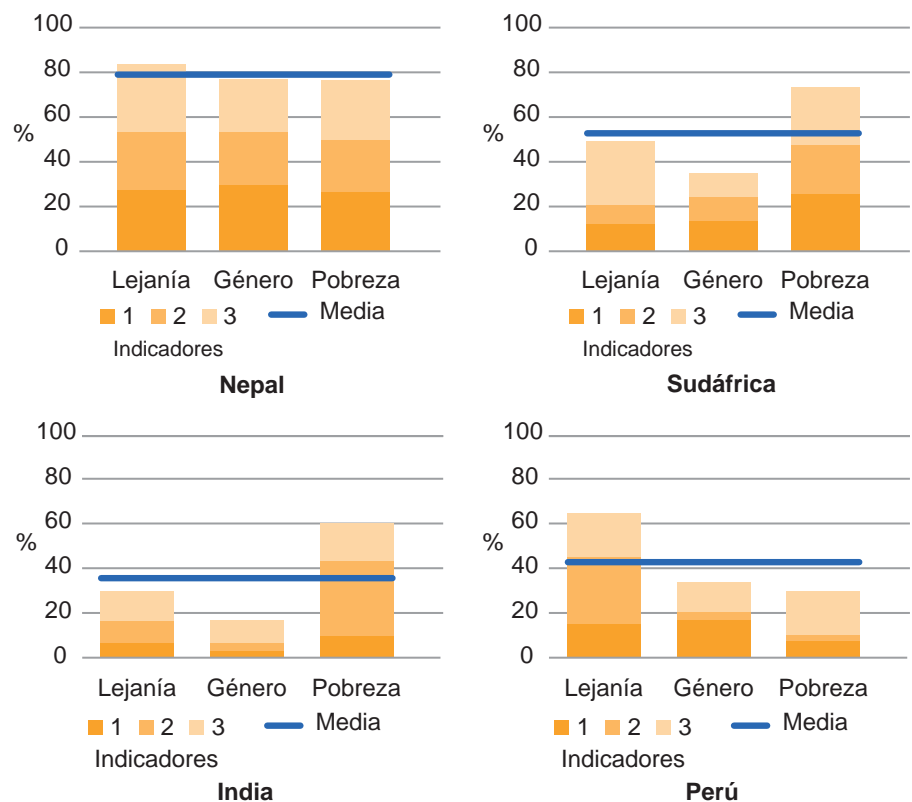 100
80
60
%
40
20
0
Lejanía Género Pobreza
1 2 3 Media
Indicadores
Nepal
100
80
60
%
40
20
0
Lejanía Género Pobreza
1 2 3 Media
Indicadores
Sudáfrica
100
80
60
%
40
20
0
Lejanía Género Pobreza
1 2 3 Media
Indicadores
India
100
80
60
%
40
20
0
Lejanía Género Pobreza
1 2 3 Media
Indicadores
Perú